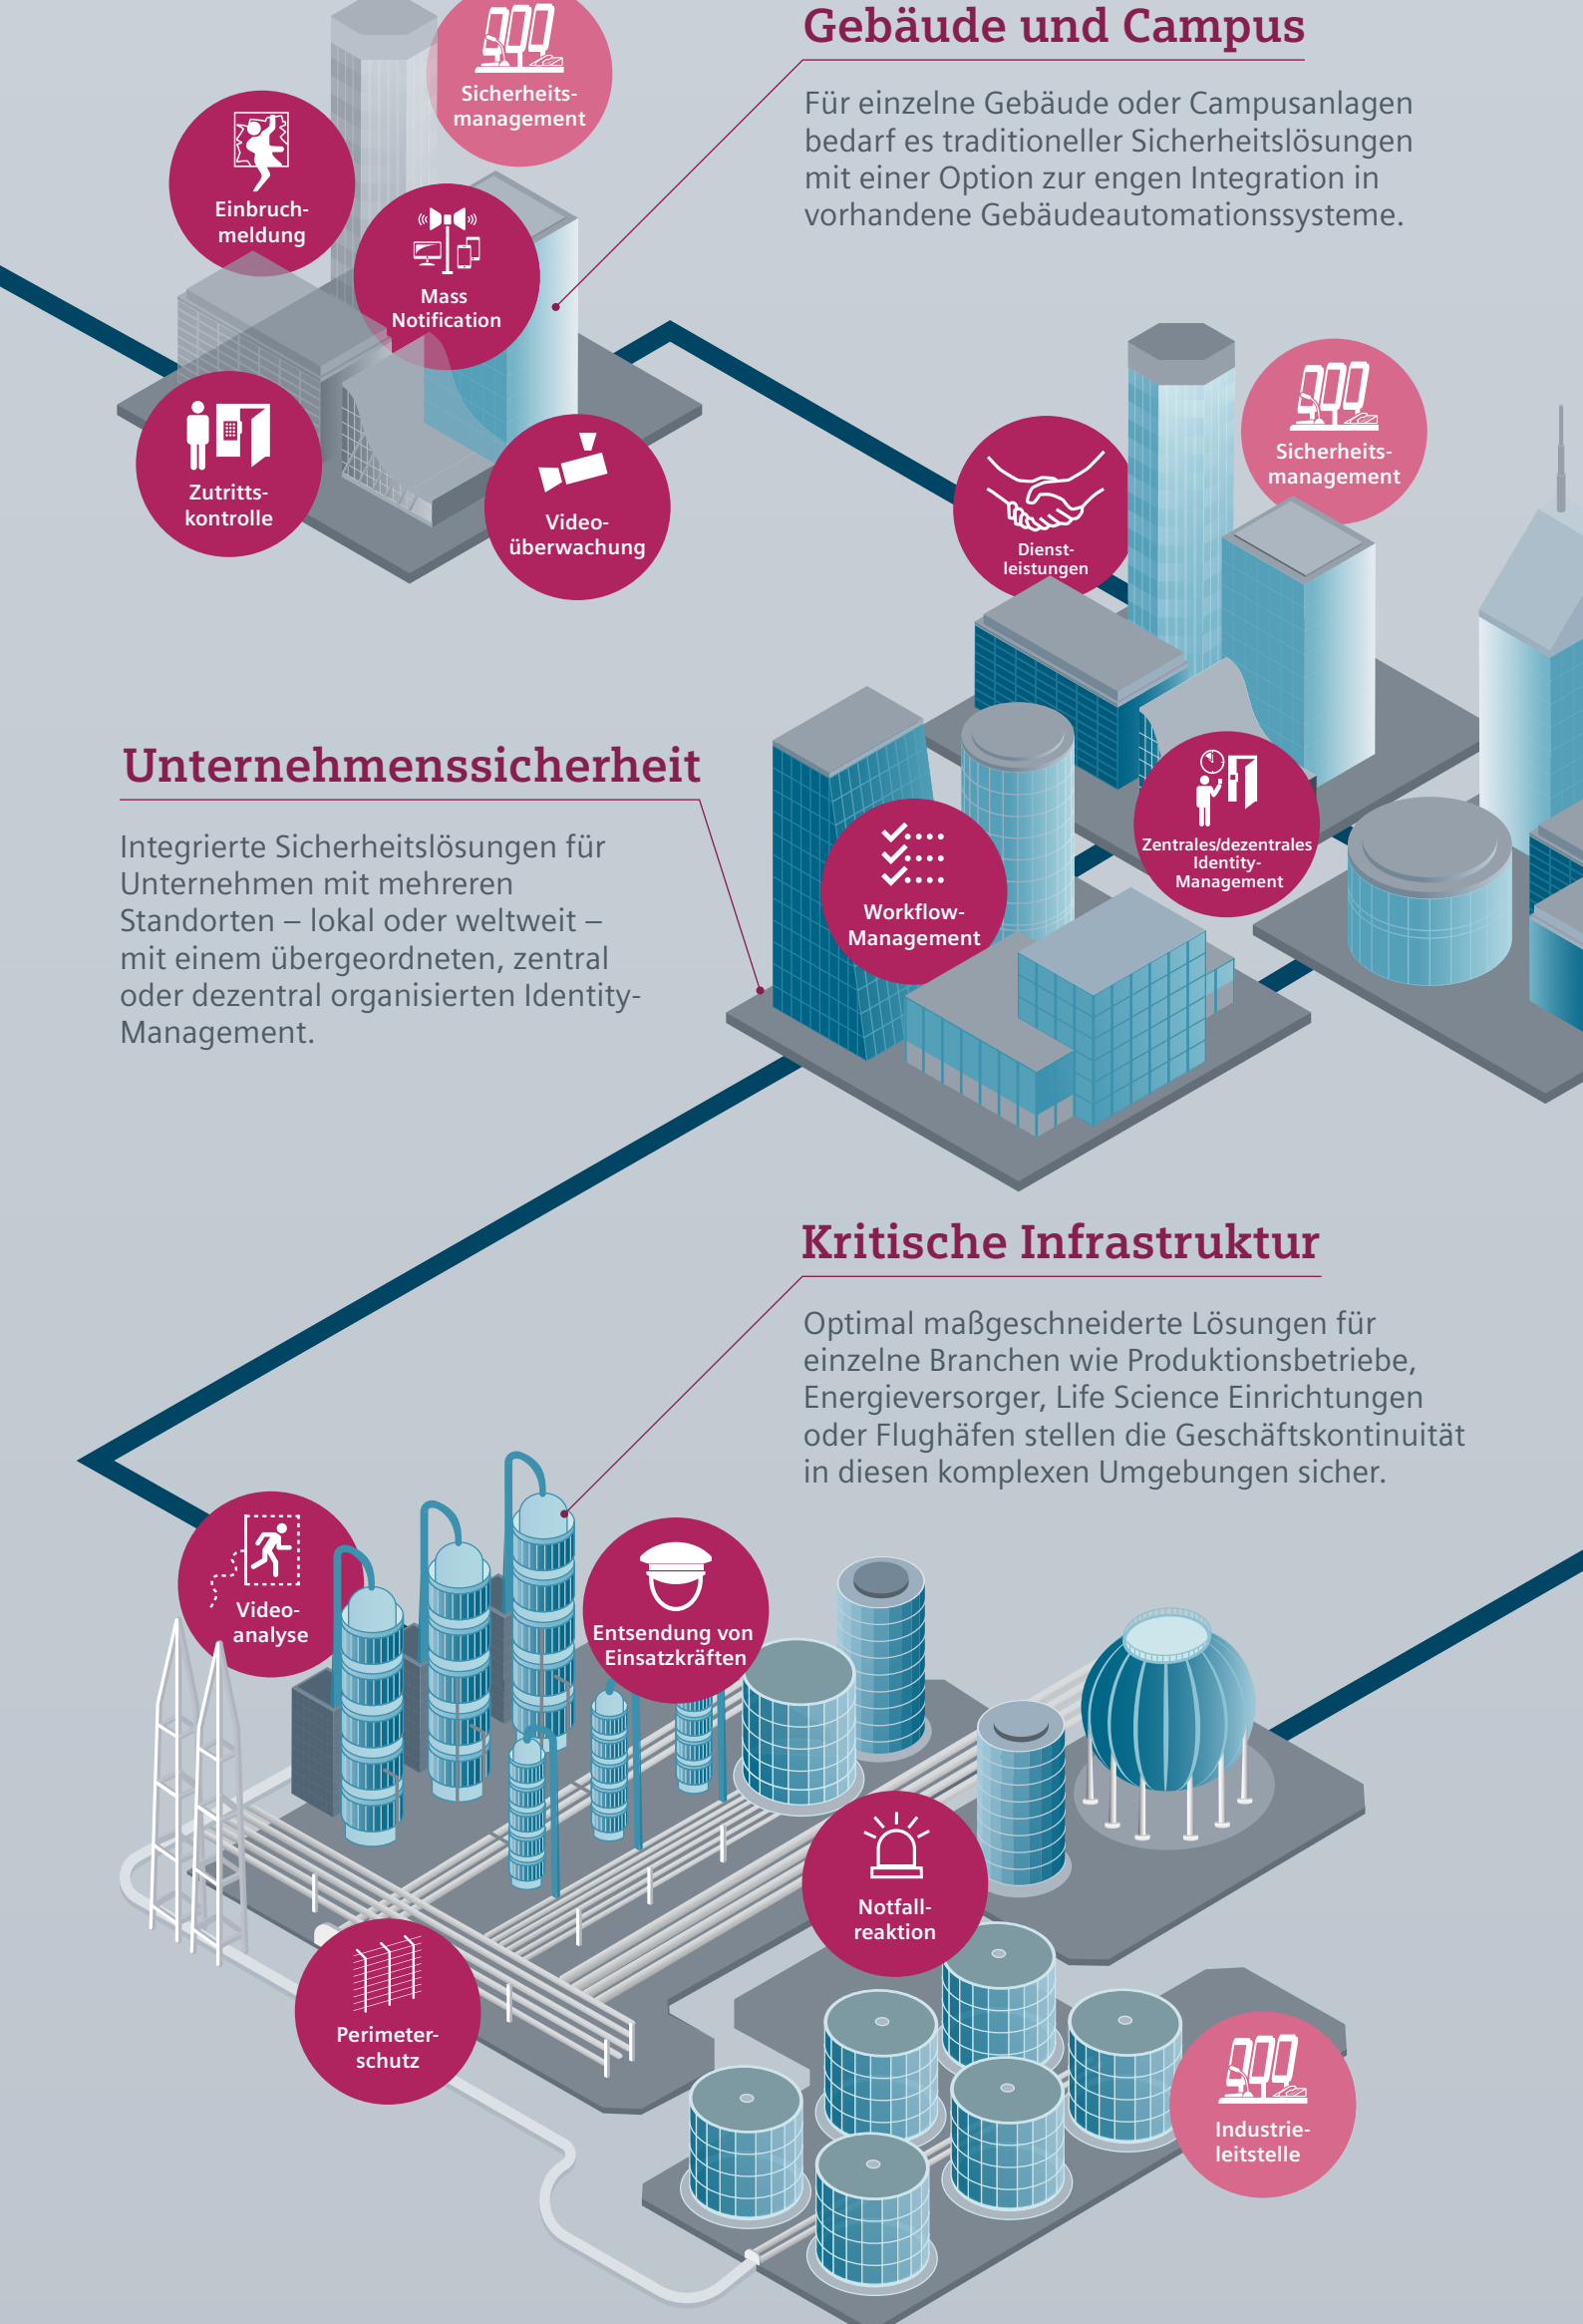 Gebäude und Campus
Für einzelne Gebäude oder Campusanlagen
bedarf es traditioneller Sicherheitslösungen
mit einer Option zur engen Integration in
vorhandene Gebäudeautomationssysteme.
Sicherheits-
management
Einbruch-
meldung
Mass
Notification
Zutritts-
kontrolle
Video-
überwachung
Sicherheits-
management
Dienst-
leistungen
Unternehmenssicherheit
Integrierte Sicherheitslösungen für
Unternehmen mit mehreren
Standorten – lokal oder weltweit –
mit einem übergeordneten, zentral
oder dezentral organisierten Identity-
Management.
Zentrales/dezentrales
Identity-
Management
Workflow-
Management
Kritische Infrastruktur
Optimal maßgeschneiderte Lösungen für
einzelne Branchen wie Produktionsbetriebe,
Energieversorger, Life Science Einrichtungen
oder Flughäfen stellen die Geschäftskontinuität
in diesen komplexen Umgebungen sicher.
Video-
analyse
Entsendung von
Einsatzkräften
Notfall-
reaktion
Perimeter-
schutz
Industrie-
leitstelle